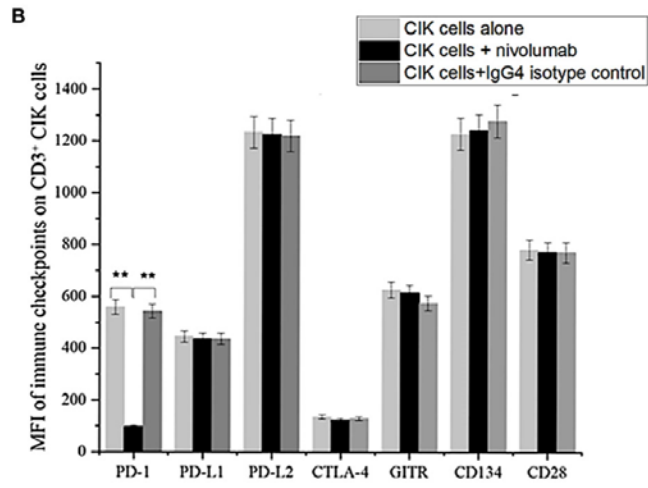 B
CIK cells alone
CIK cells + nivolumab
CIK cells+IgG4 isotype control
MFI of immune checkpoints on CD3⁺ CIK cells
1400
1200
1000
800
600
400
200
0
** **
PD-1 PD-L1 PD-L2 CTLA-4 GITR CD134 CD28